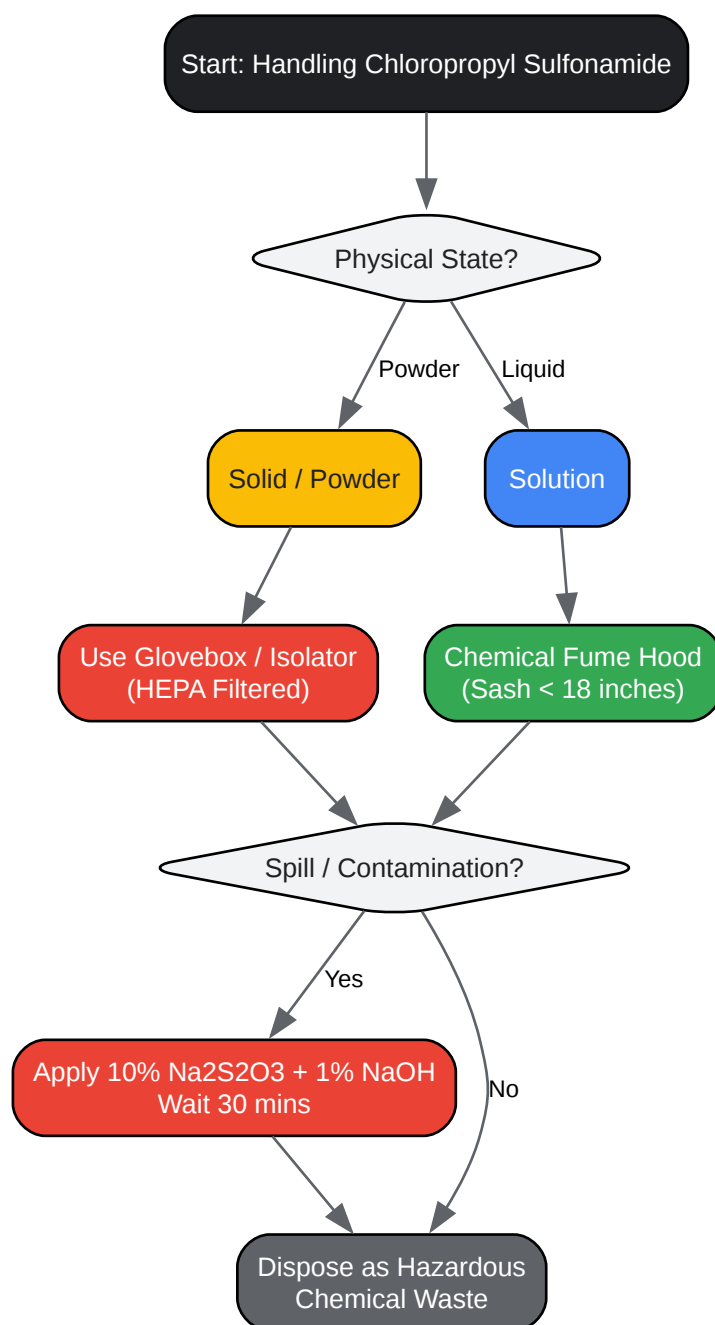 Start: Handling Chloropropyl Sulfonamide
Physical State?
Powder
Liquid
Solid / Powder
Solution
Use Glovebox / Isolator
(HEPA Filtered)
Chemical Fume Hood
(Sash < 18 inches)
Spill / Contamination?
Yes
Apply 10% Na2S2O3 + 1% NaOH
Wait 30 mins
No
Dispose as Hazardous
Chemical Waste